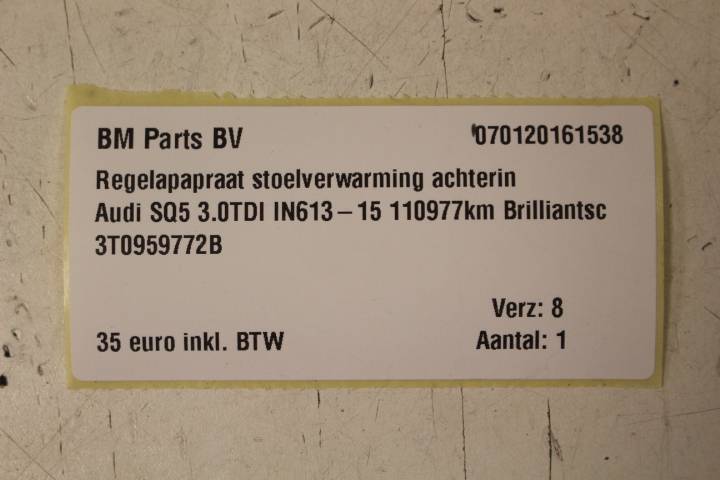 BM Parts BV 070120161538
Regelapapraat stoelverwarming achterin
Audi SQ5 3.0TDI IN613-15 110977km Brilliantsc
3T0959772B
Verz: 8
35 euro inkl. BTW Aantal: 1